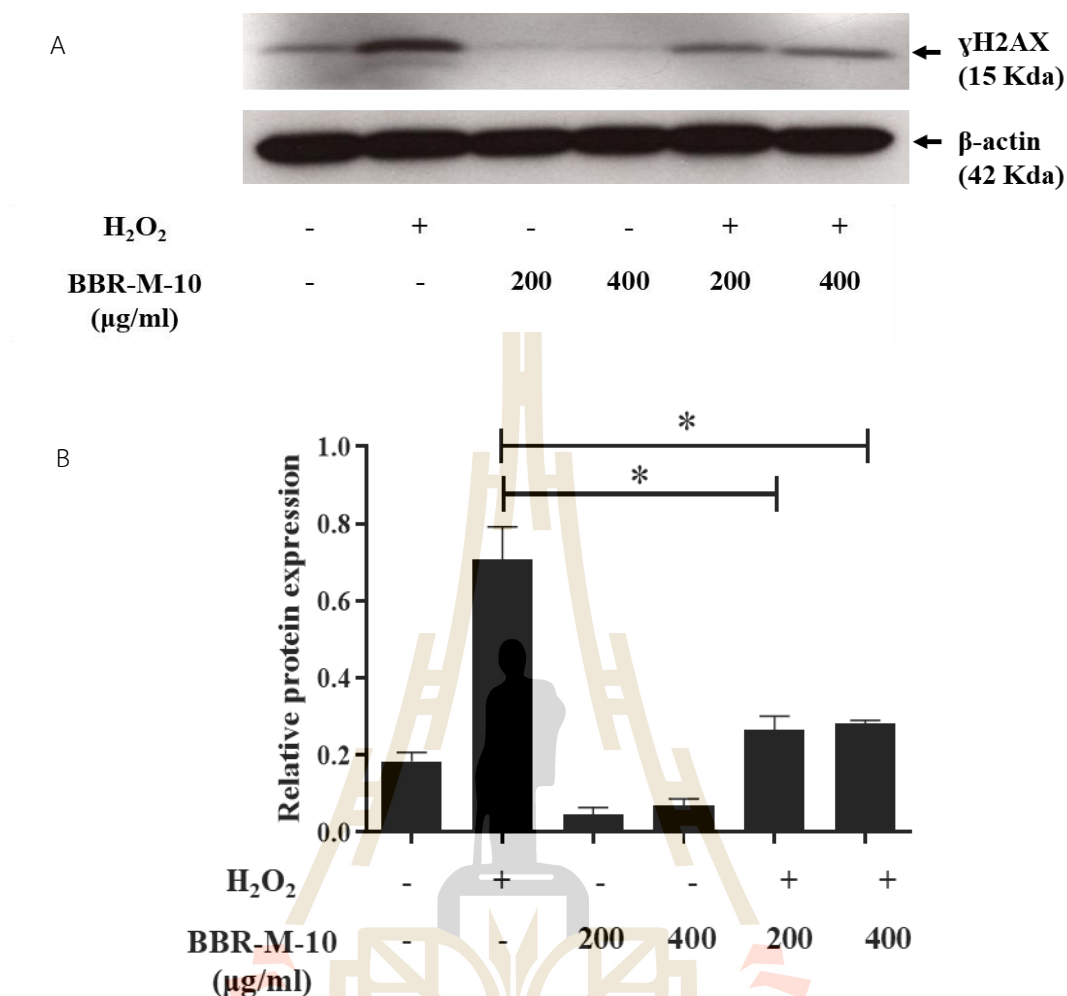 A
ɣH2AX
(15 Kda)
β-actin
(42 Kda)
H₂O₂ - + - - + +
BBR-M-10 - - 200 400 200 400
(µg/ml)
B
*
*
Relative protein expression
1.0
0.8
0.6
0.4
0.2
0.0
H₂O₂ - + - - + +
BBR-M-10 - - 200 400 200 400
(µg/ml)